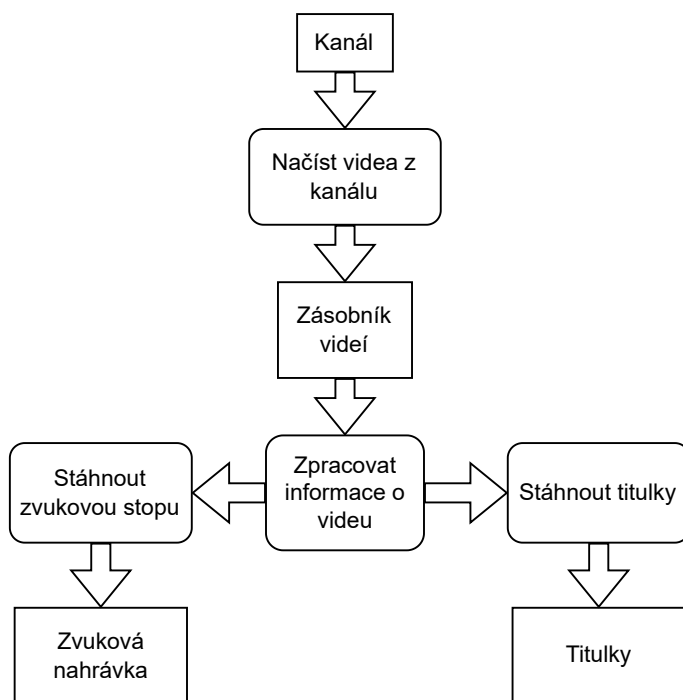 Kanál
Načíst videa z
kanálu
Zásobník
videí
Stáhnout
zvukovou stopu
Zpracovat
informace o
videu
Stáhnout titulky
Zvuková
nahrávka
Titulky